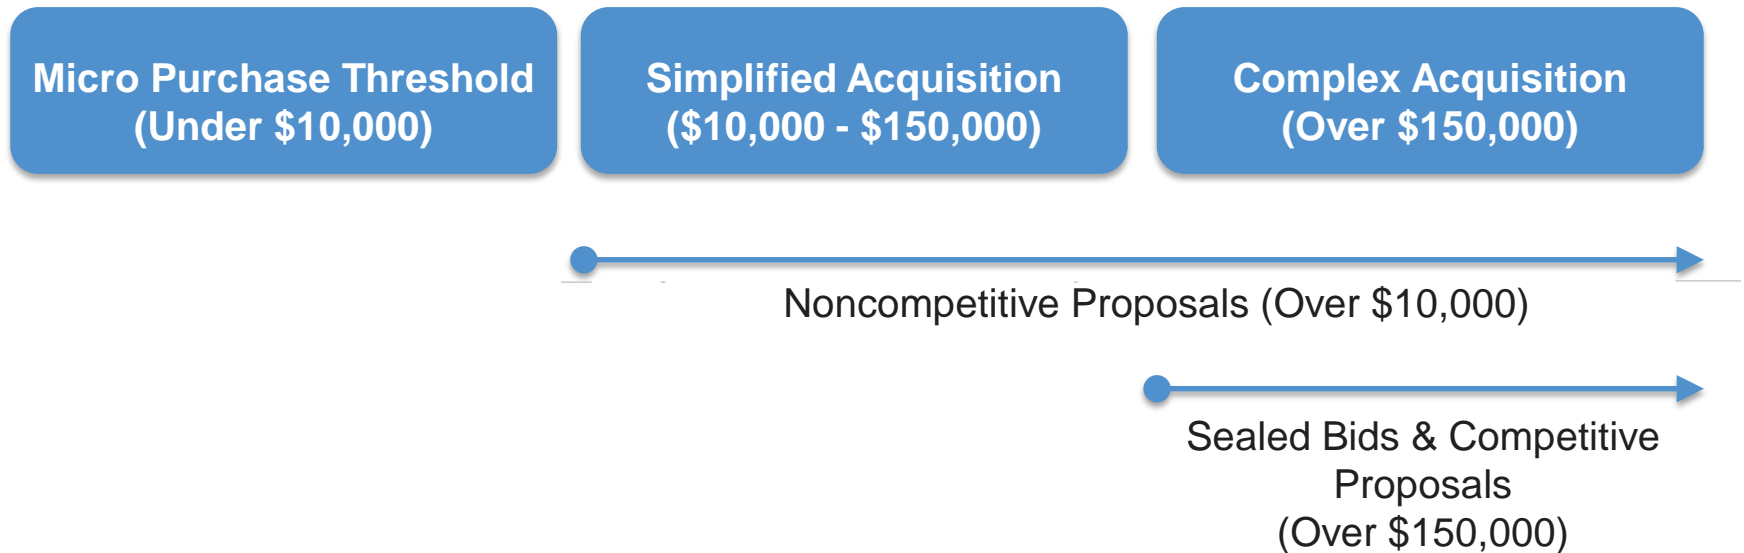 Micro Purchase Threshold
(Under $10,000)
Simplified Acquisition
($10,000 - $150,000)
Complex Acquisition
(Over $150,000)
Noncompetitive Proposals (Over $10,000)
Sealed Bids & Competitive
Proposals
(Over $150,000)